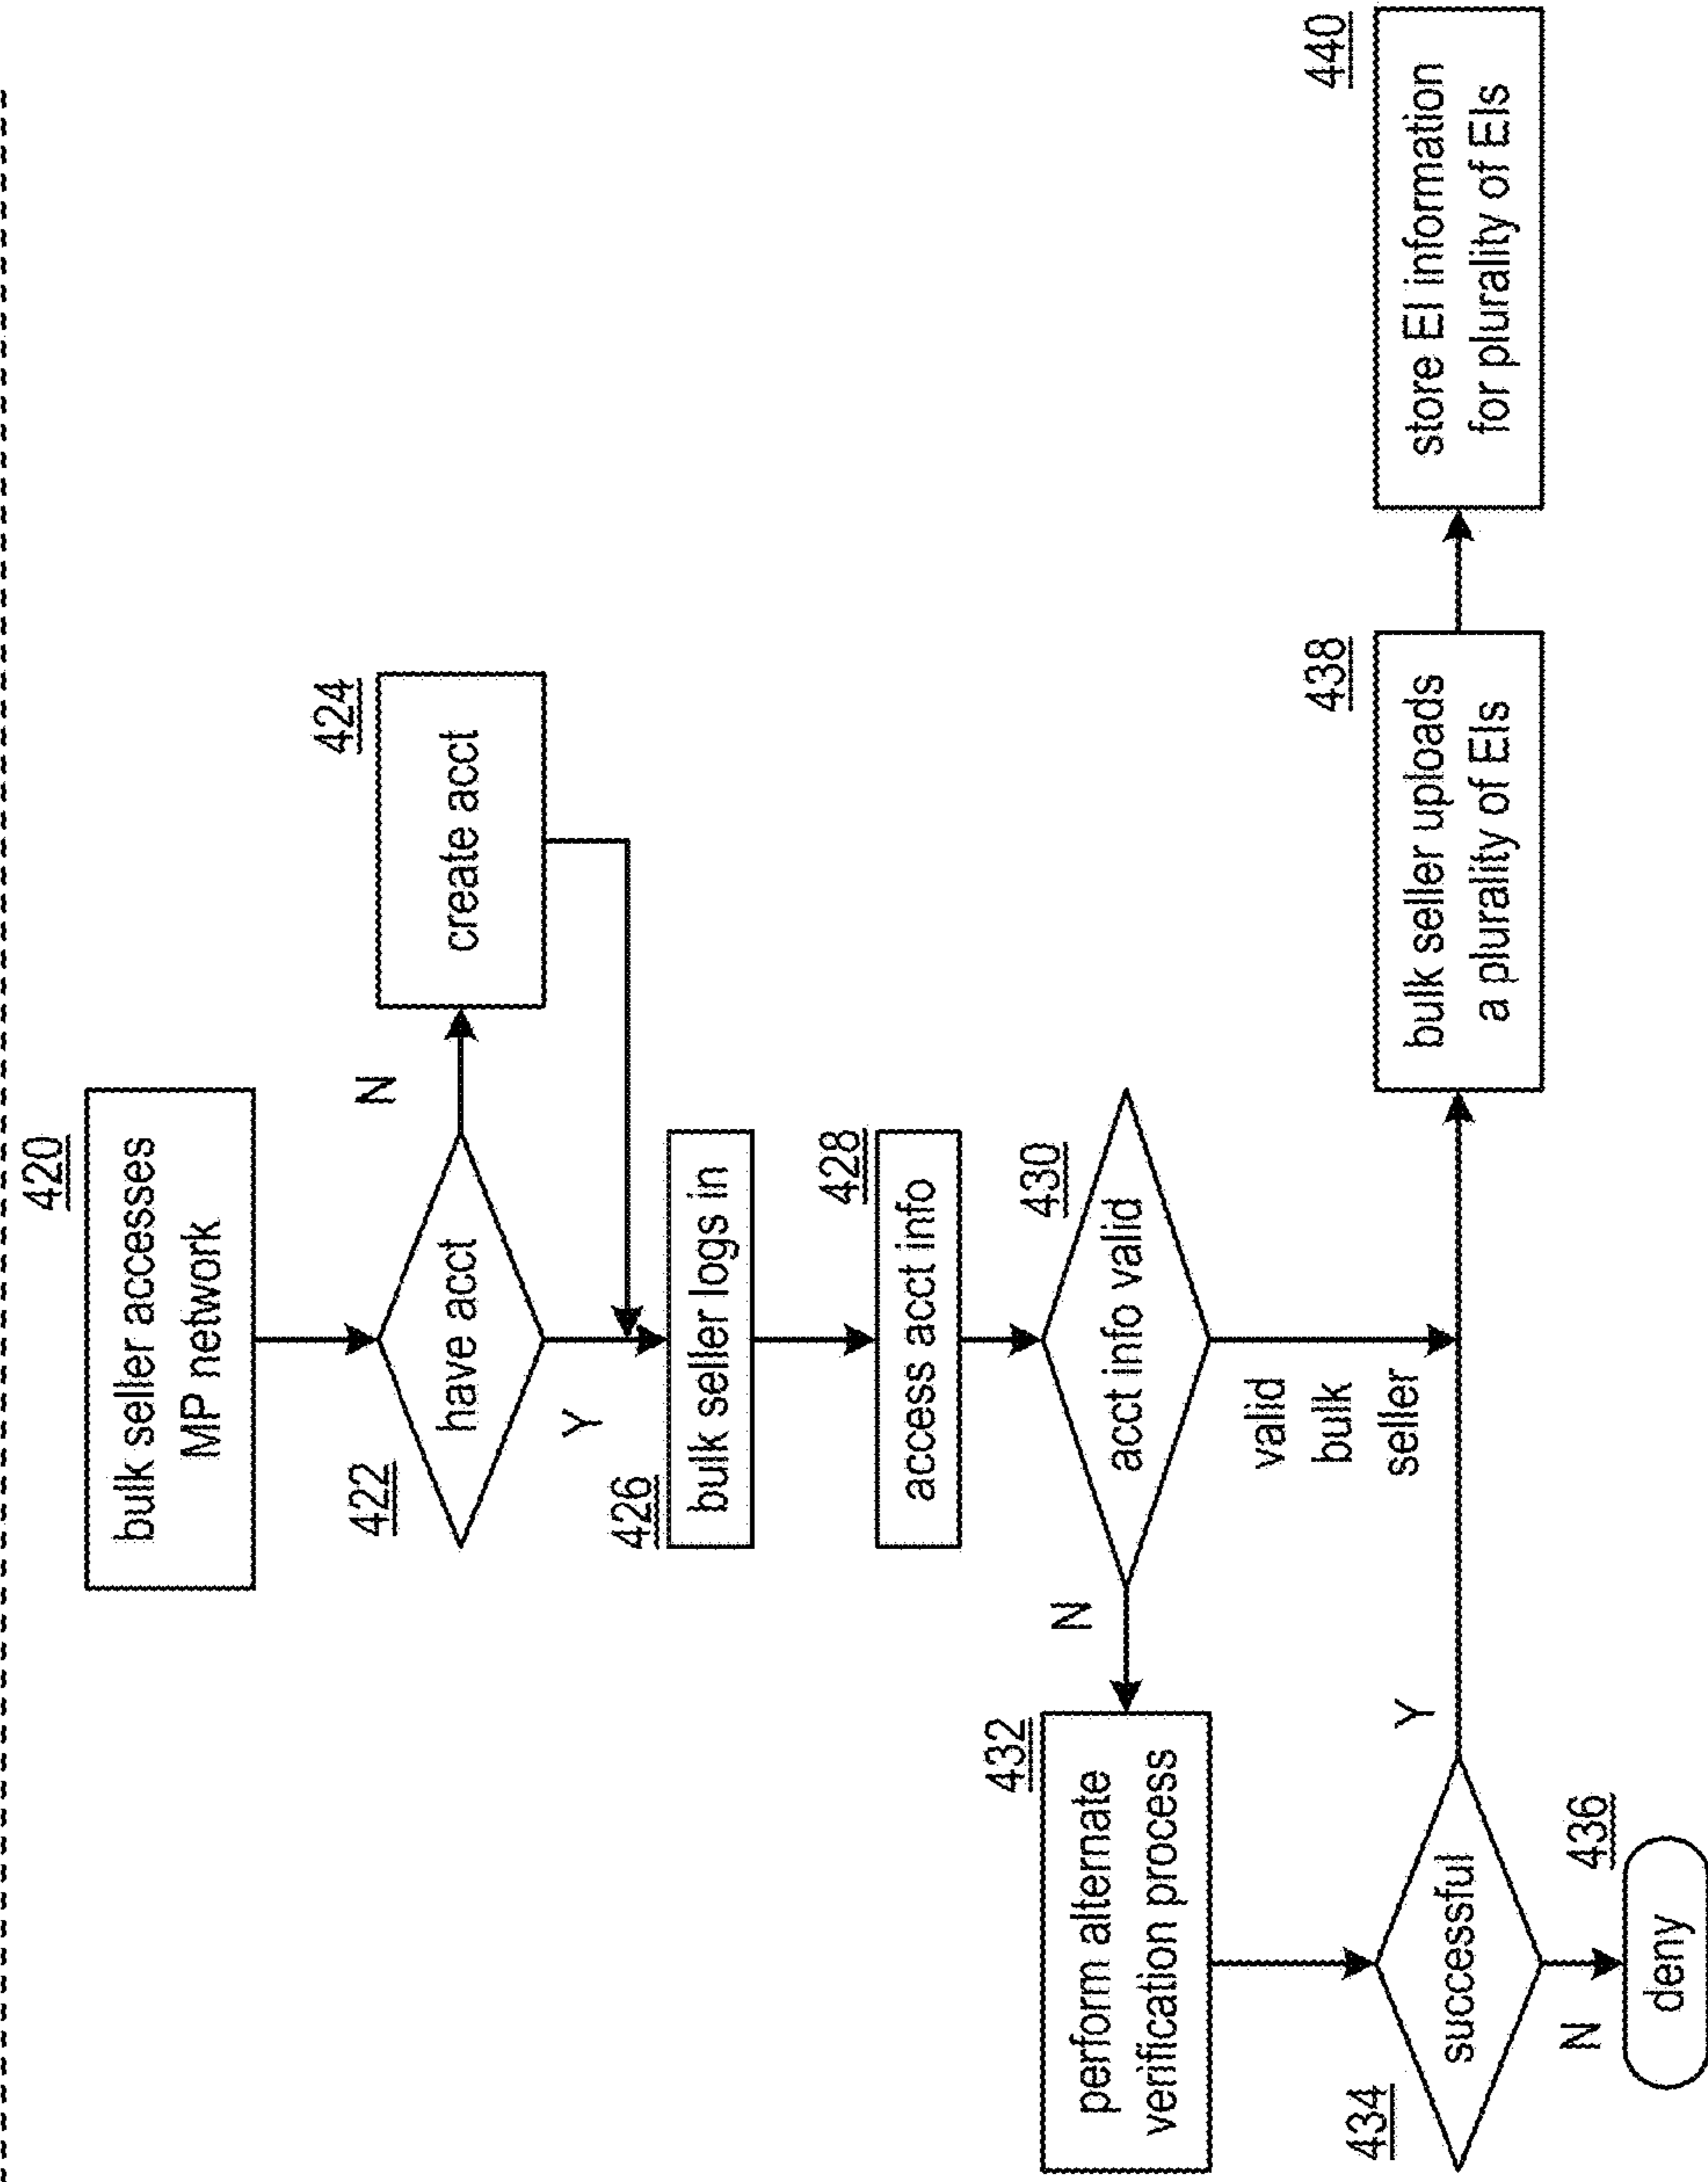 420
bulk seller accesses
MP network
422
have acct
N
424
create acct
Y
426
bulk seller logs in
428
access acct info
430
acct info valid
N
valid
bulk
seller
432
perform alternate
verification process
434
successful
Y
N
436
deny
438
bulk seller uploads
a plurality of EIs
440
store EI information
for plurality of EIs